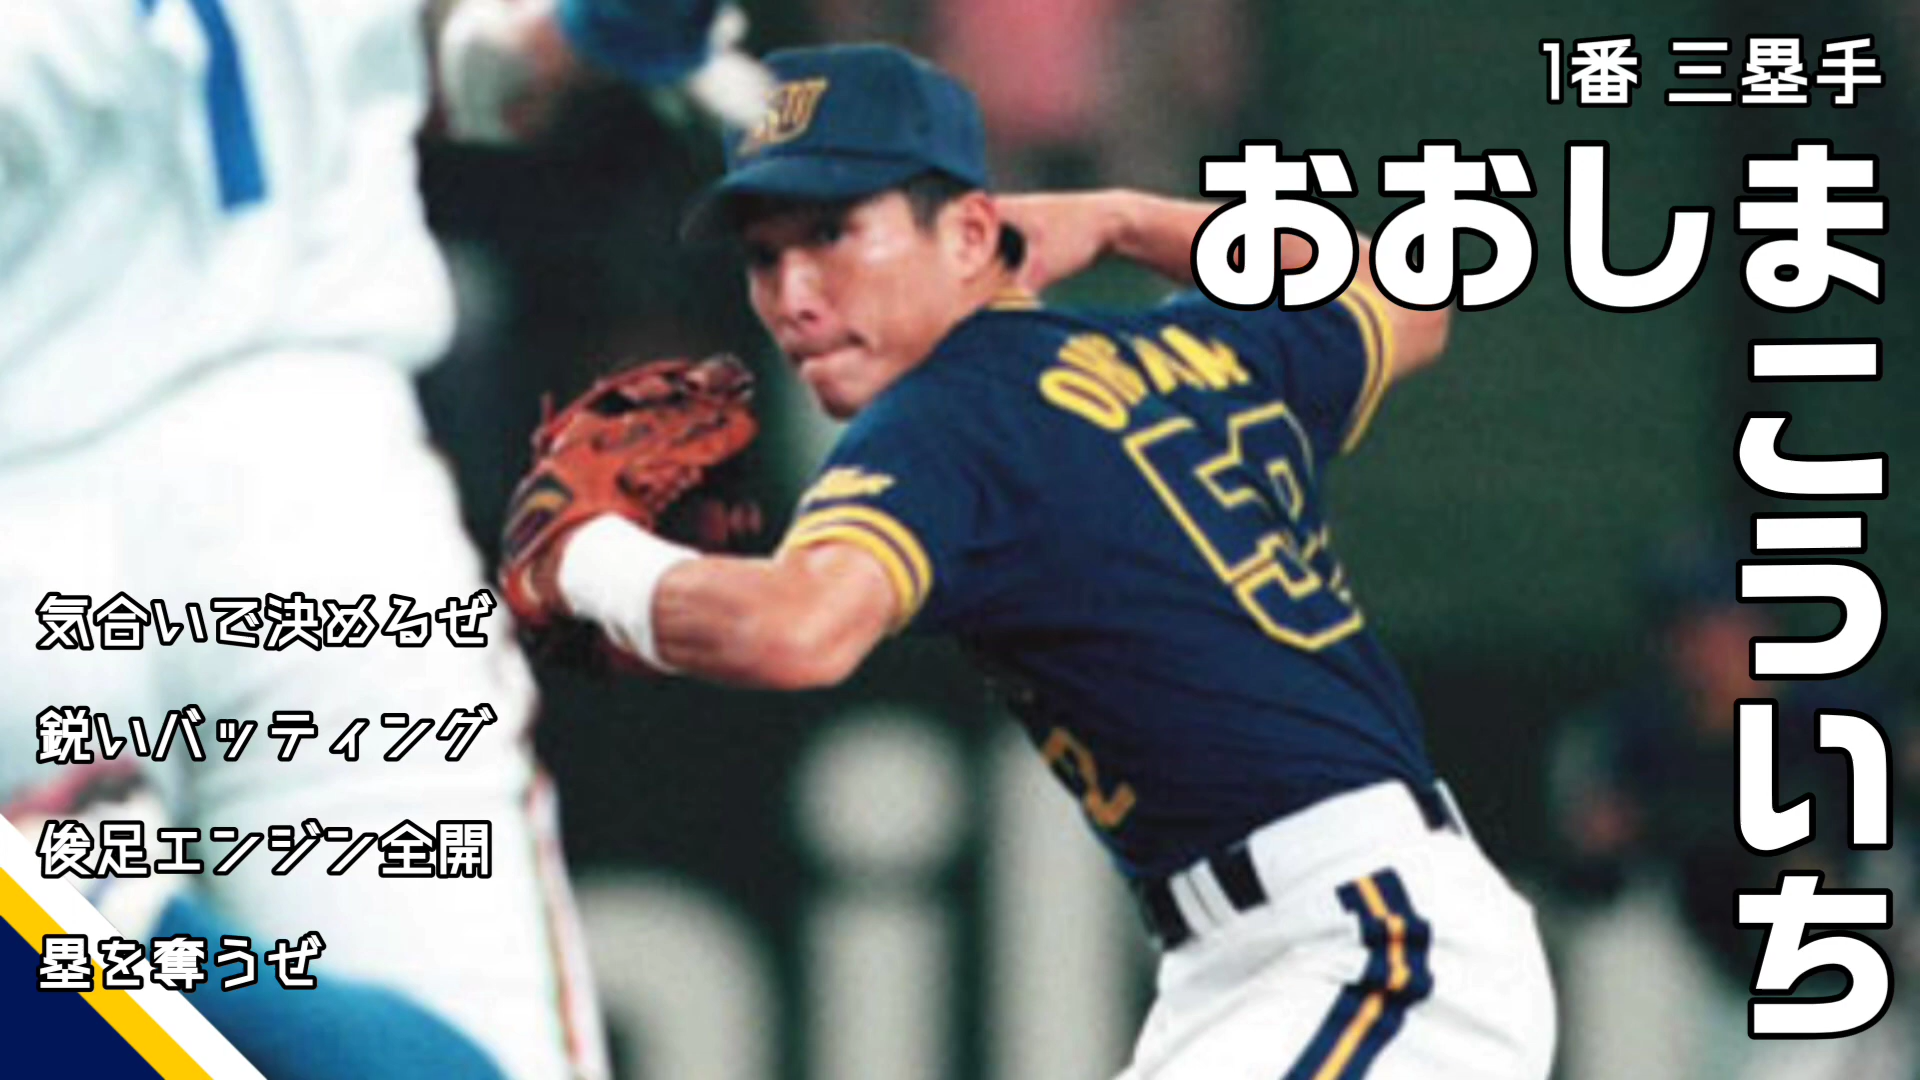 1番 三塁手
おおしまこういち
気合いで決めるぜ
鋭いバッティング
俊足エンジン全開
塁を奪うぜ